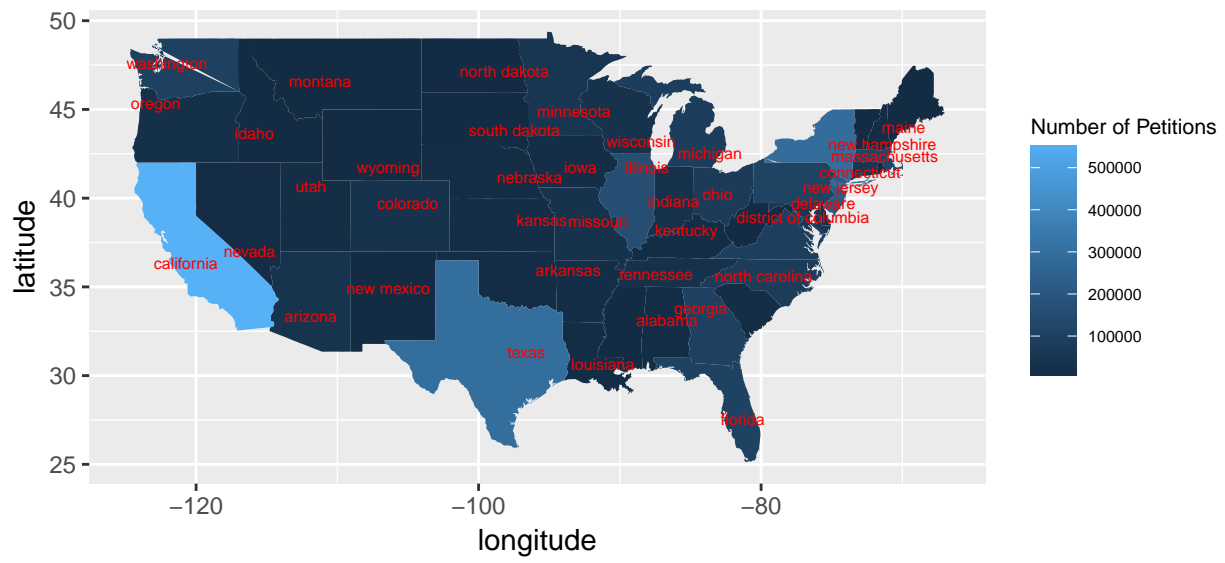 50
45
40
35
30
25
latitude
washington
montana
north dakota
oregon
minnesota
maine
idaho
south dakota
wisconsin
new hampshire
michigan
massachusetts
wyoming
iowa
illinois
connecticut
utah
nebraska
new jersey
colorado
indiana
ohio
delaware
kansas
missouri
district of columbia
kentucky
nevada
california
arkansas
tennessee
north carolina
new mexico
arizona
georgia
alabama
texas
louisiana
florida
−120
−100
−80
longitude
Number of Petitions
500000
400000
300000
200000
100000